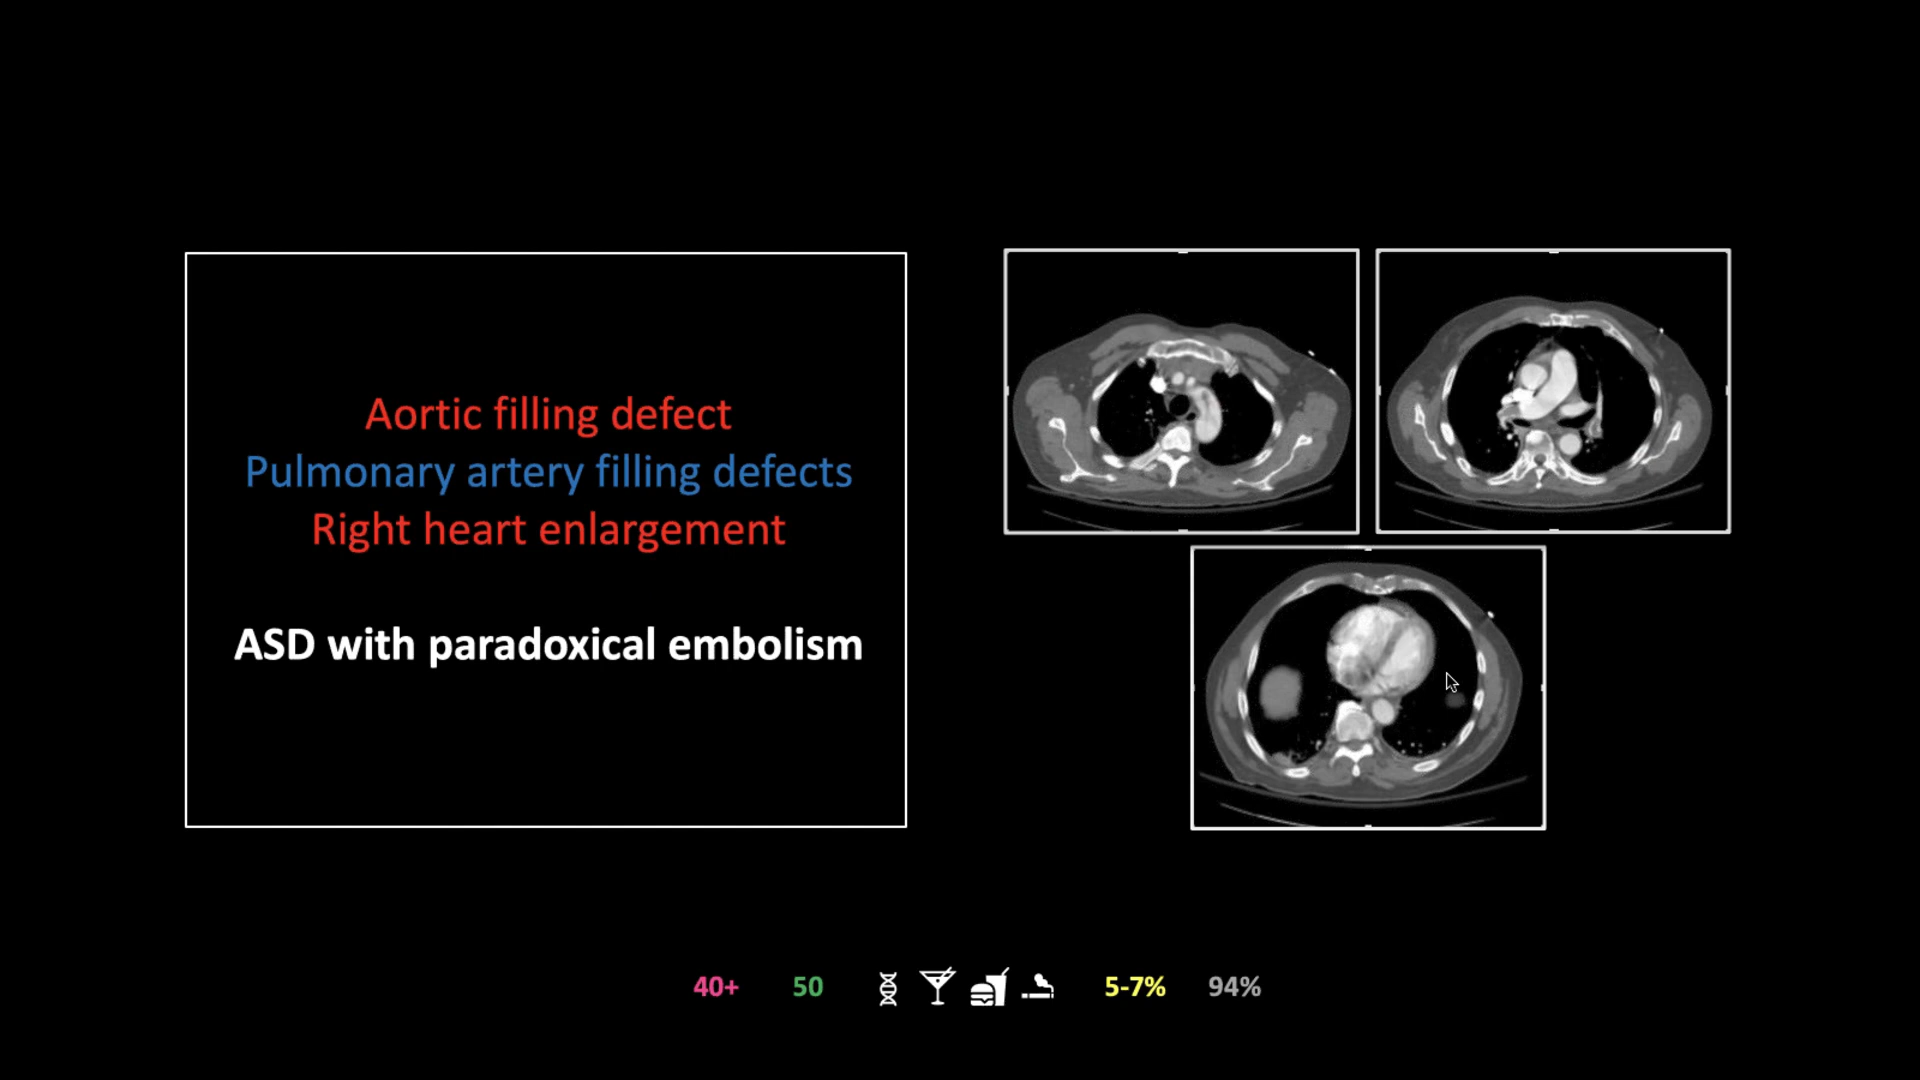 Aortic filling defect
Pulmonary artery filling defects
Right heart enlargement
ASD with paradoxical embolism
40+ 50 5-7% 94%